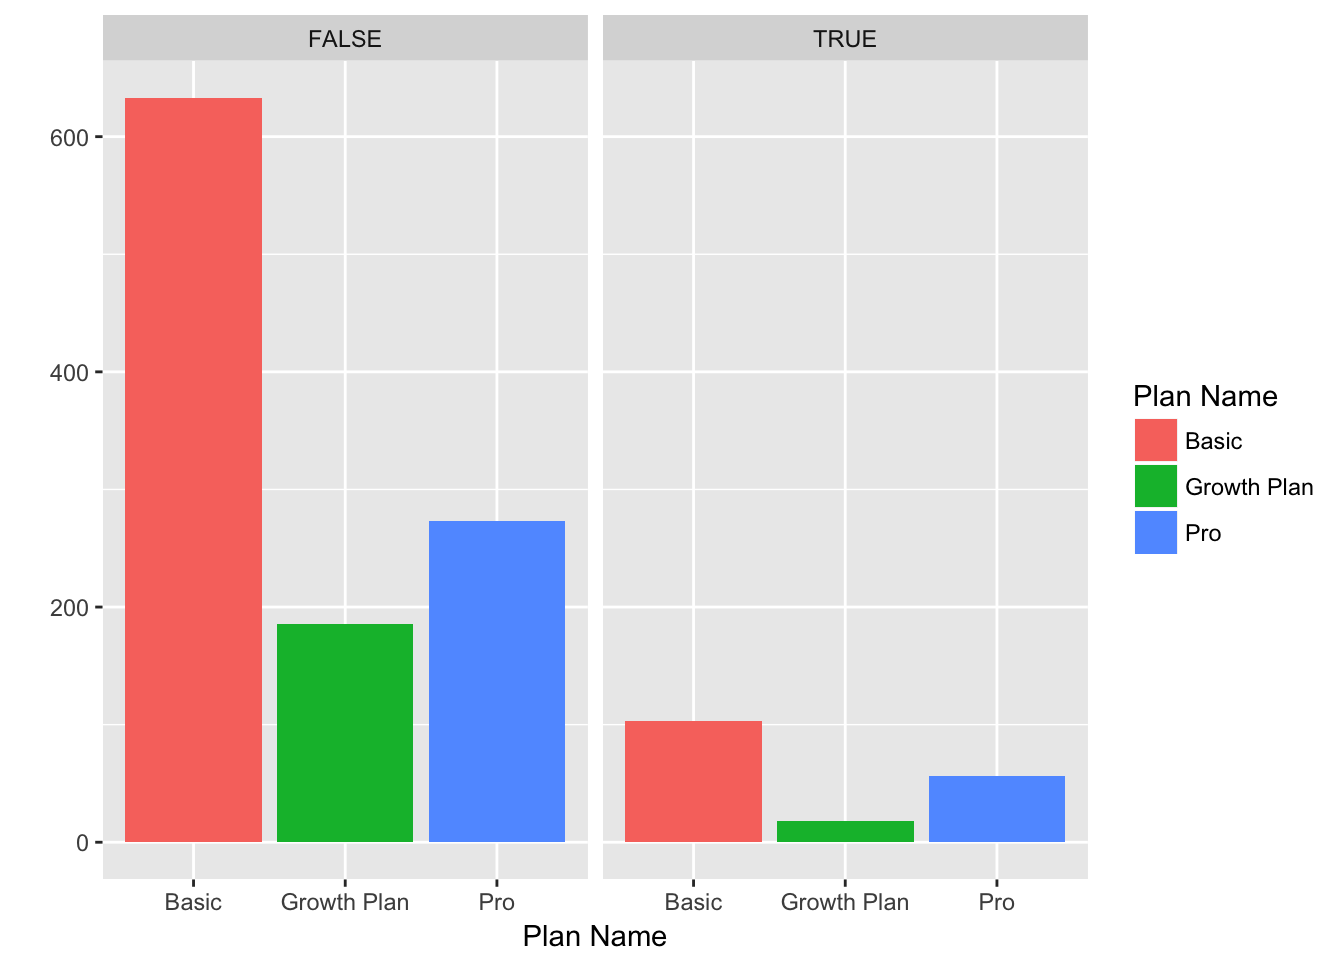 FALSE
TRUE
600
400
200
0
Basic
Growth Plan
Pro
Basic
Growth Plan
Pro
Plan Name
Plan Name
Basic
Growth Plan
Pro